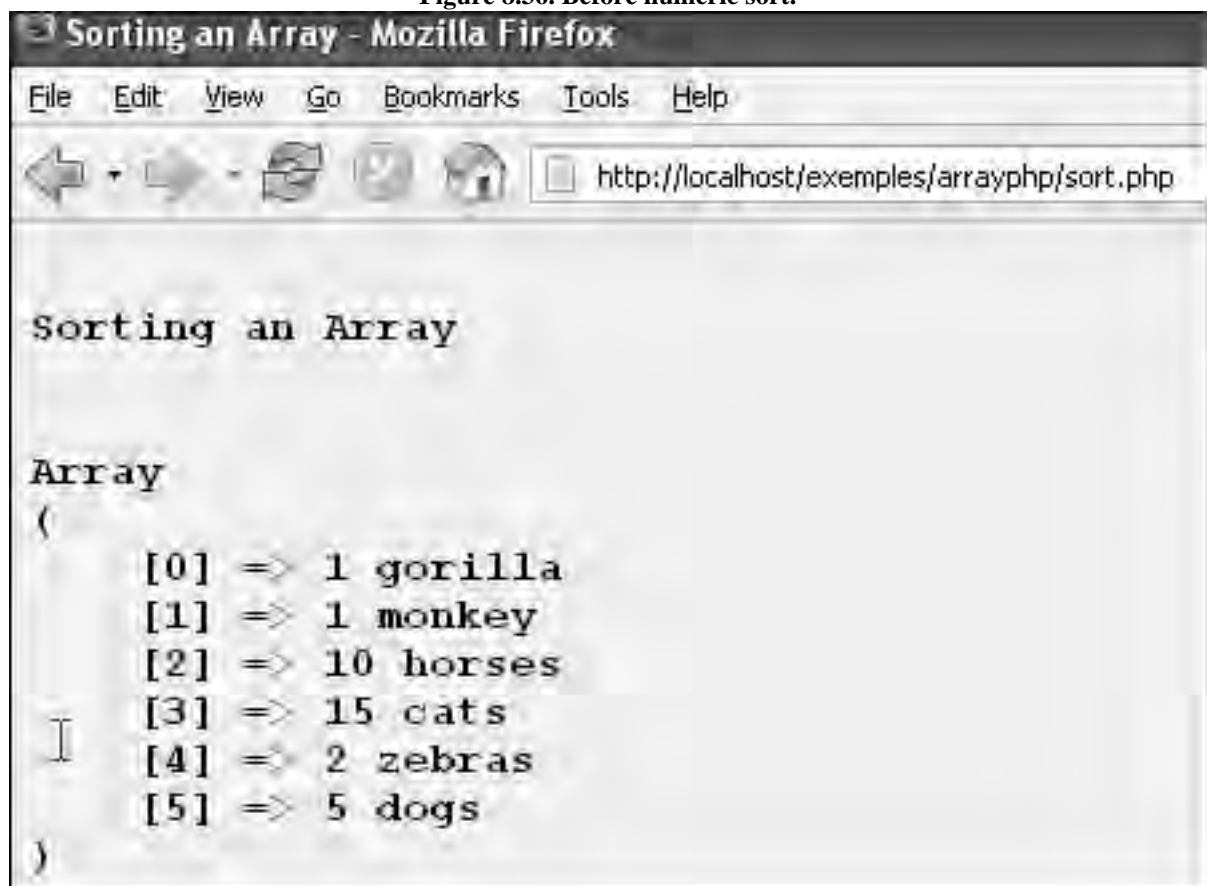 Figure 8.36. Before numeric sort.
Sorting an Array - Mozilla Firefox
File Edit View Go Bookmarks Tools Help
http://localhost/exemples/arrayphp/sort.php
Sorting an Array
Array
(
[0] => 1 gorilla
[1] => 1 monkey
[2] => 10 horses
[3] => 15 cats
[4] => 2 zebras
[5] => 5 dogs
)